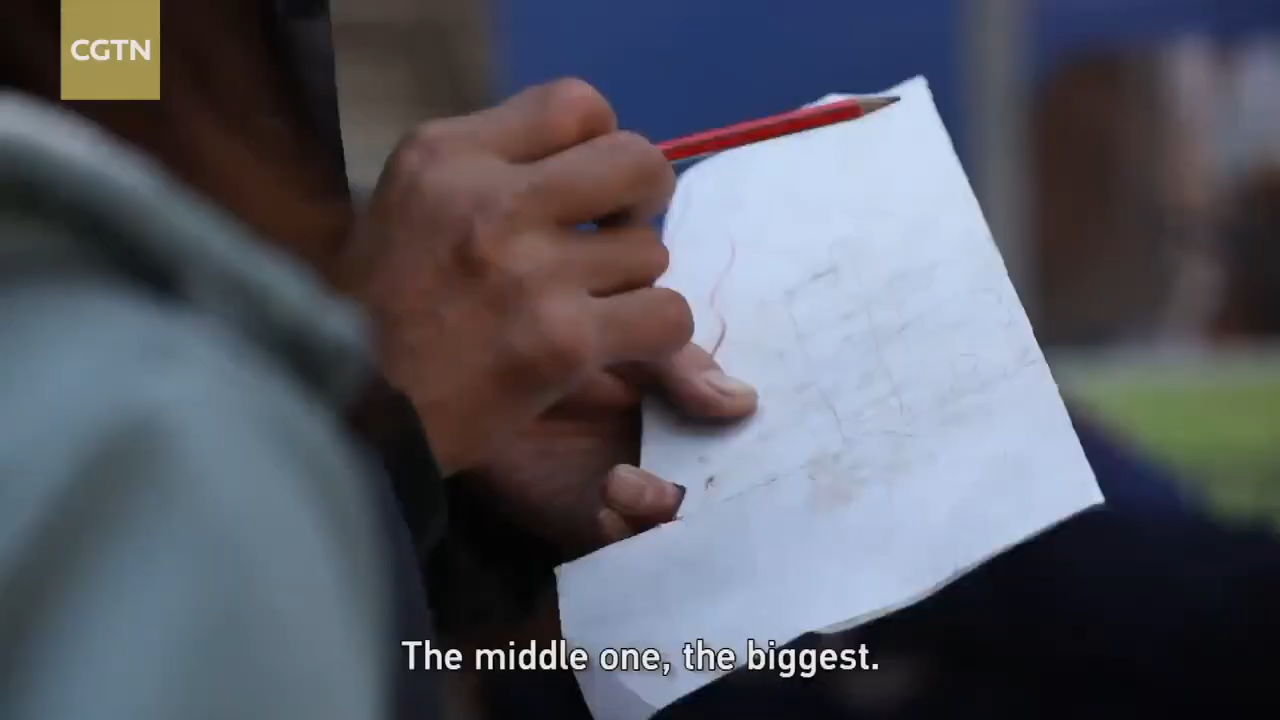 CGTN
The middle one, the biggest.